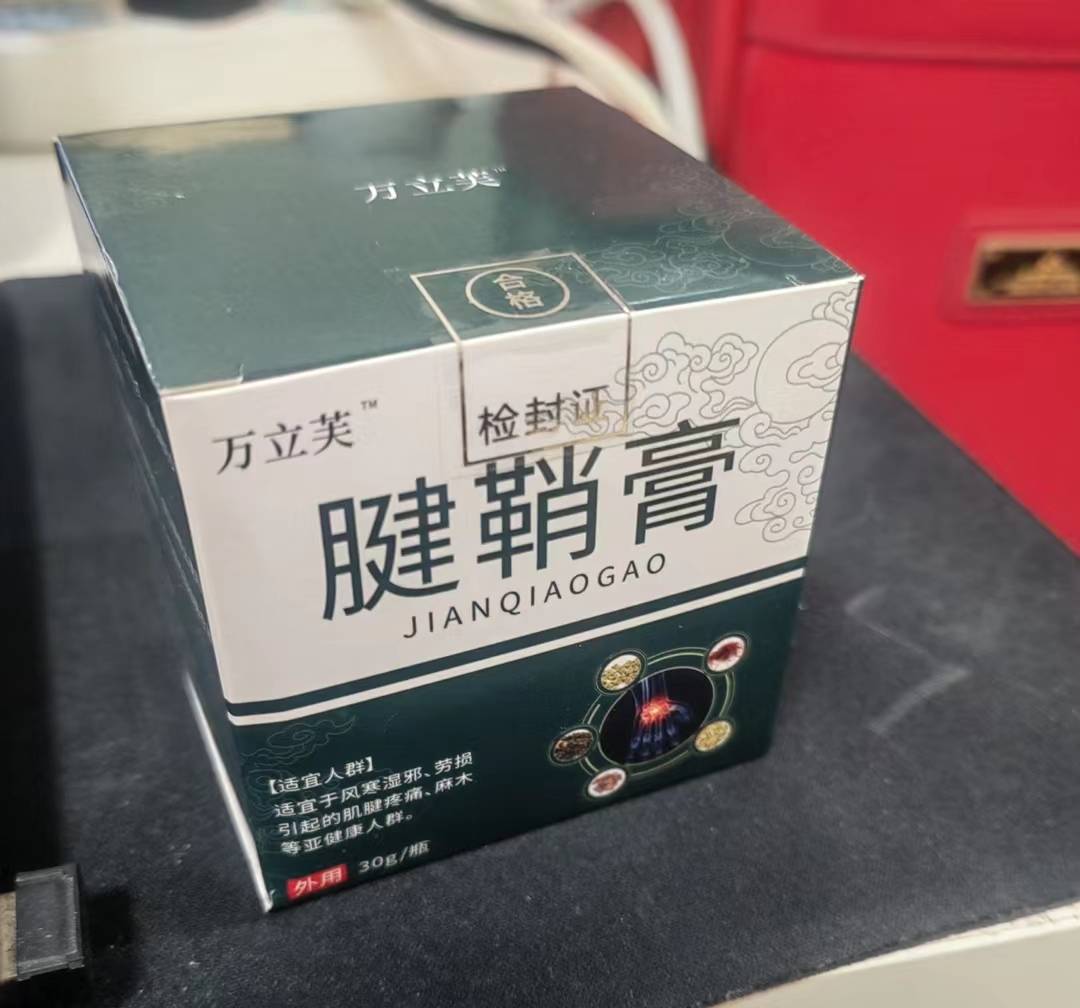 万立芙™
合格
检封证
万立芙™
腱鞘膏
JIANQIAOGAO
【适宜人群】
适宜于风寒湿邪、劳损
引起的肌腱疼痛、麻木
等亚健康人群。
外用 30g/瓶